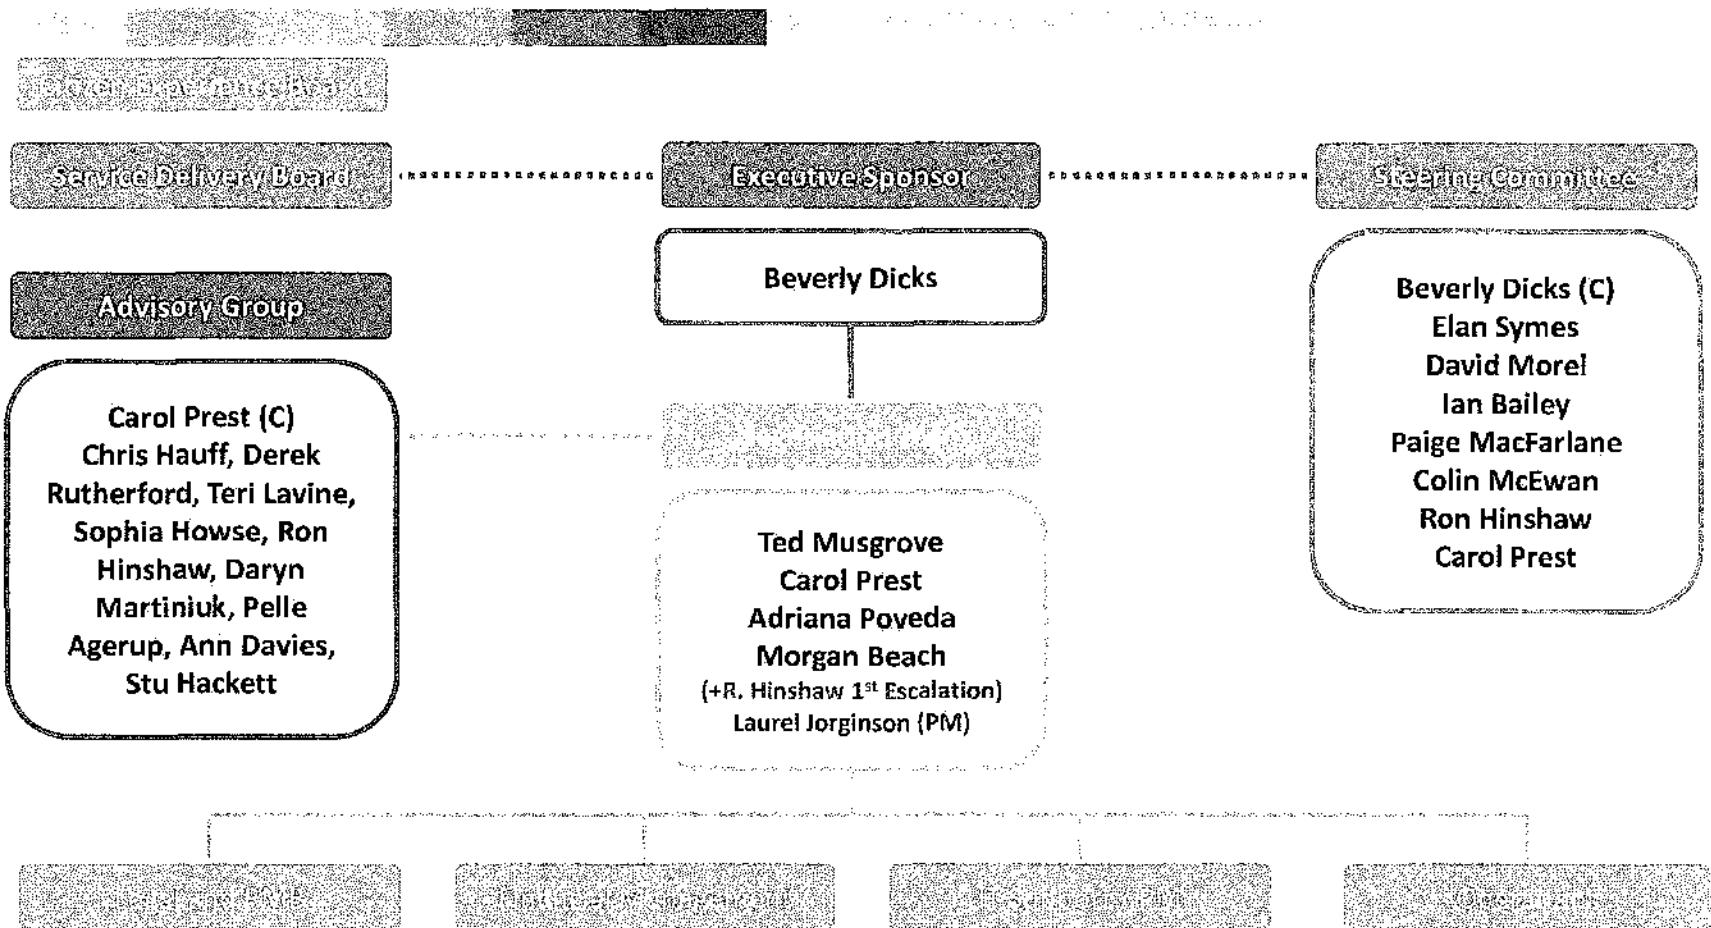 Citizen Experience Board
Service Delivery Board
Executive Sponsor
Steering Committee
Beverly Dicks
Advisory Group
Beverly Dicks (C)
Elan Symes
David Morel
Ian Bailey
Paige MacFarlane
Colin McEwan
Ron Hinshaw
Carol Prest
Carol Prest (C)
Chris Hauff, Derek
Rutherford, Teri Lavine,
Sophia Howse, Ron
Hinshaw, Daryn
Martiniuk, Pelle
Agerup, Ann Davies,
Stu Hackett
Ted Musgrove
Carol Prest
Adriana Poveda
Morgan Beach
(+R. Hinshaw 1st Escalation)
Laurel Jorginson (PM)